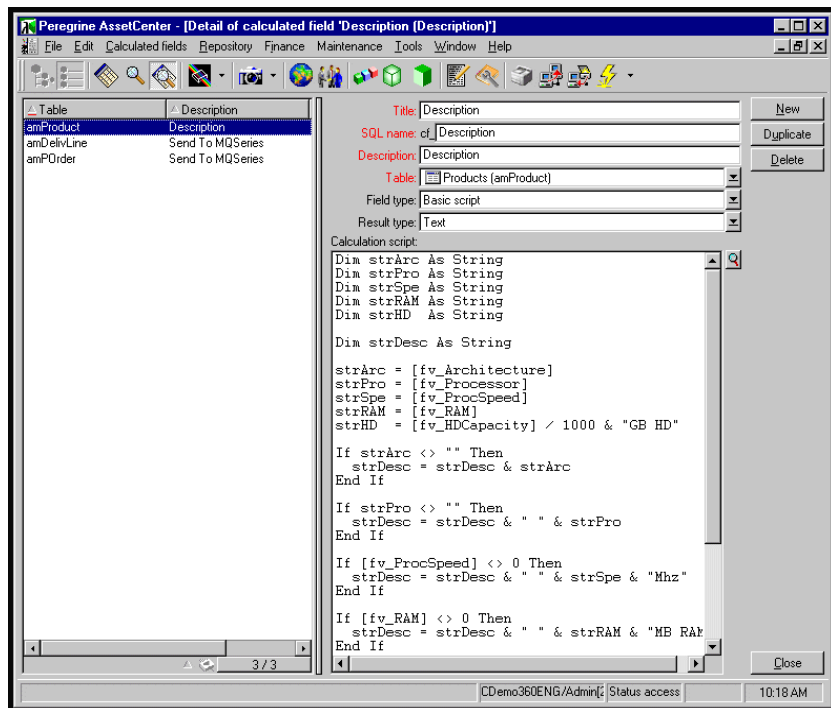 Peregrine AssetCenter - [Detail of calculated field 'Description (Description)']
File Edit Calculated fields Repository Finance Maintenance Tools Window Help
Table Description
amProduct Description
amDelivLine Send To MQSeries
amPOrder Send To MQSeries
3 / 3
Title: Description
SQL name: cf_ Description
Description: Description
Table: Products (amProduct)
Field type: Basic script
Result type: Text
Calculation script:
Dim strArc As String
Dim strPro As String
Dim strSpe As String
Dim strRAM As String
Dim strHD  As String
Dim strDesc As String
strArc = [fv_Architecture]
strPro = [fv_Processor]
strSpe = [fv_ProcSpeed]
strRAM = [fv_RAM]
strHD  = [fv_HDCapacity] / 1000 & "GB HD"
If strArc <> "" Then
strDesc = strDesc & strArc
End If
If strPro <> "" Then
strDesc = strDesc & " " & strPro
End If
If [fv_ProcSpeed] <> 0 Then
strDesc = strDesc & " " & strSpe & "Mhz"
End If
If [fv_RAM] <> 0 Then
strDesc = strDesc & " " & strRAM & "MB RAM
End If
New
Duplicate
Delete
Close
CDemo360ENG/Admin[2 Status access 10:18 AM